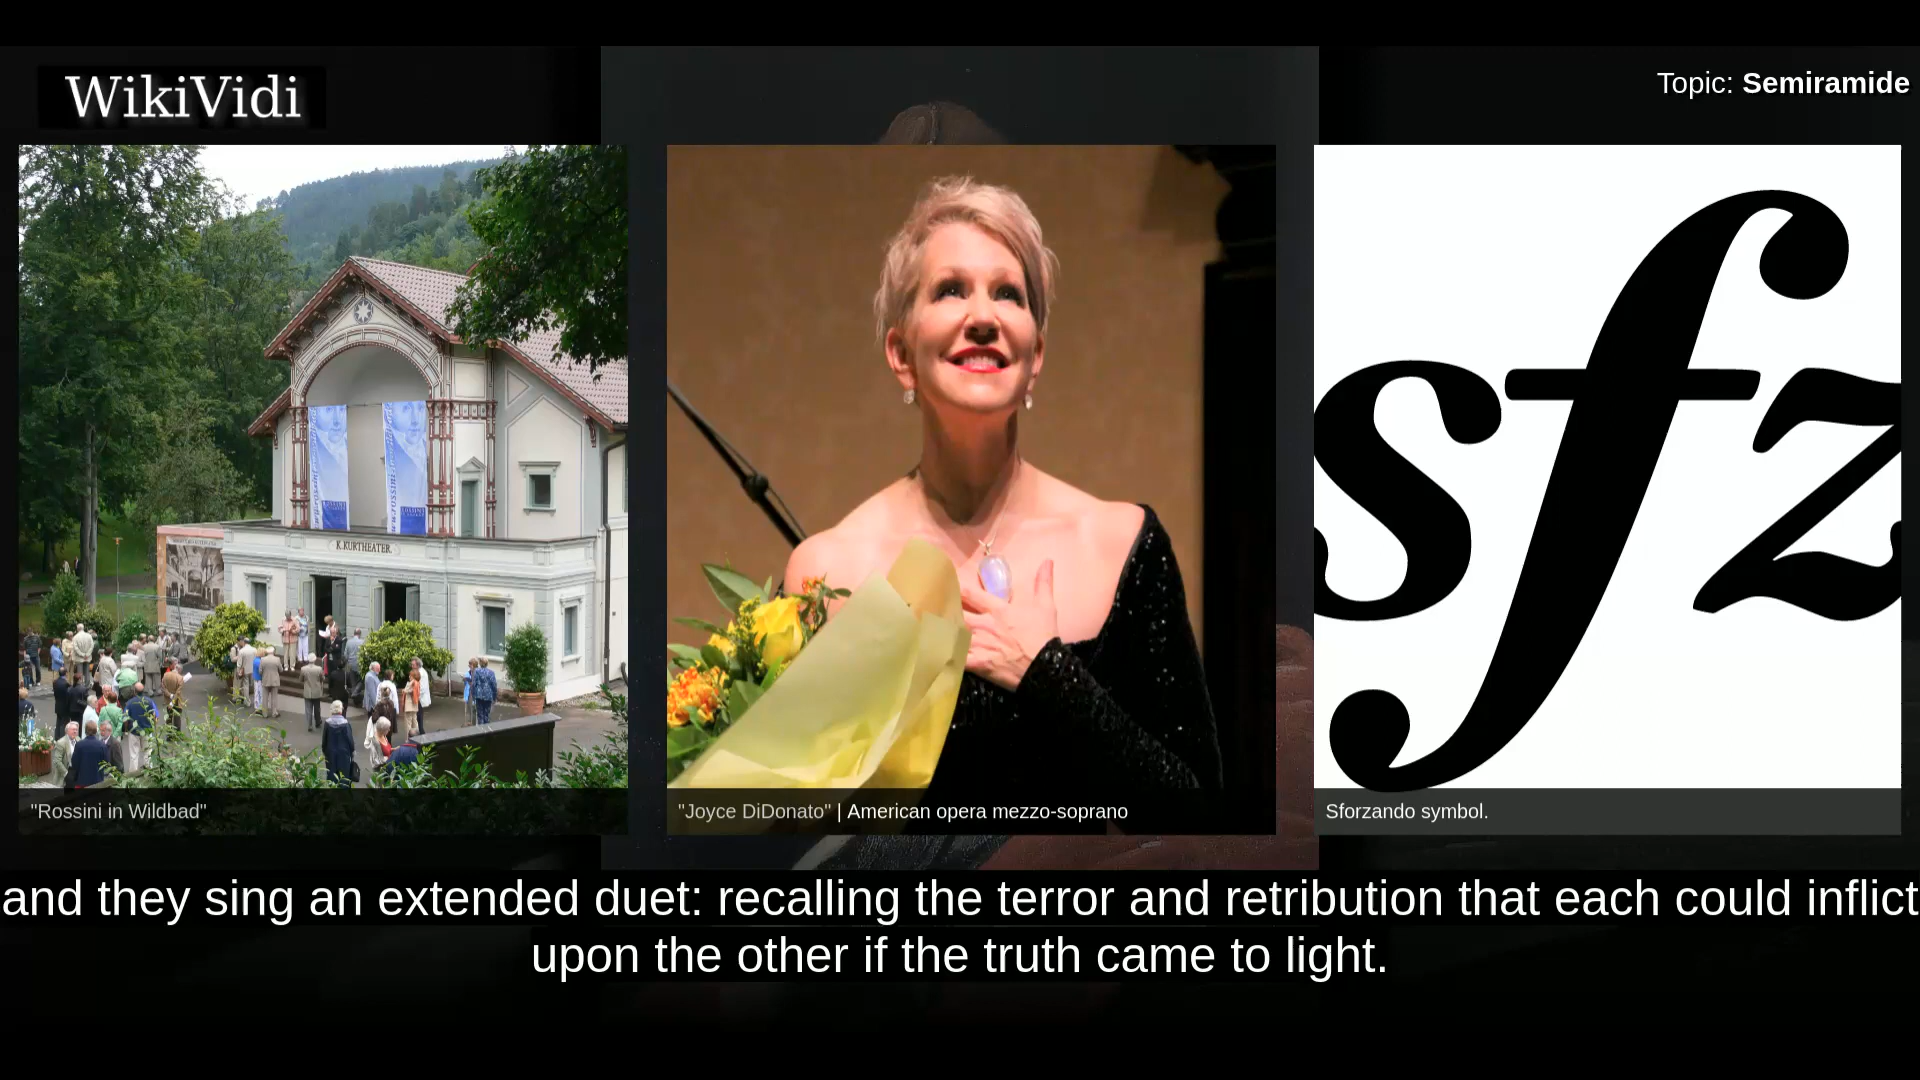 WikiVidi
Topic: Semiramide
K.KURTHEATER.
sfz
"Rossini in Wildbad"
"Joyce DiDonato" | American opera mezzo-soprano
Sforzando symbol.
and they sing an extended duet: recalling the terror and retribution that each could inflict
upon the other if the truth came to light.